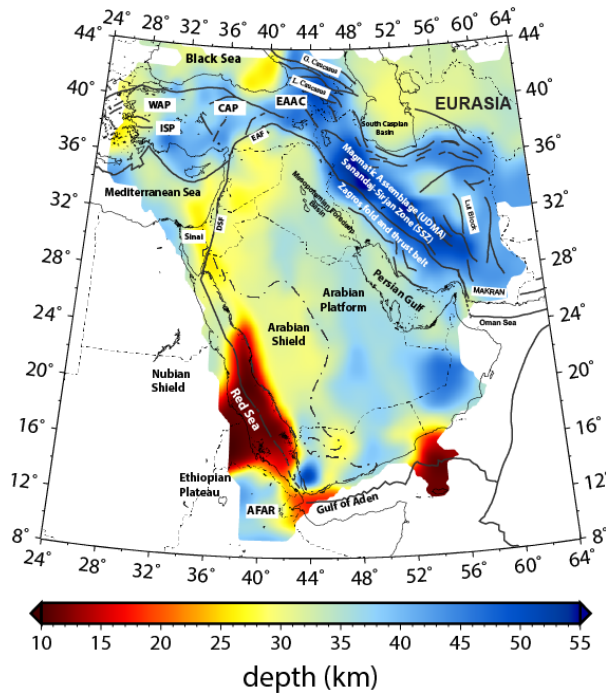 24° 28° 32° 36° 40° 44° 48° 52° 56° 60° 64°
44°
44°
Black Sea
G. Caucasus
L. Caucasus
40°
40°
WAP
CAP
EAAC
EURASIA
ISP
South Caspian
Basin
36°
36°
EAF
Magmatic Assemblage (UDMA)
Sanandaj-Sirjan Zone (SSZ)
Zagros fold and thrust belt
Mediterranean Sea
Mesopotamian Foredeep
Basin
32°
32°
DSF
Lut Block
Sinai
28°
28°
Persian Gulf
MAKRAN
Arabian
Platform
Oman Sea
24°
24°
Arabian
Shield
Nubian
Shield
20°
20°
Red Sea
16°
16°
Ethiopian
Plateau
12°
12°
AFAR
Gulf of Aden
8°
8°
24° 28° 32° 36° 40° 44° 48° 52° 56° 60° 64°
10 15 20 25 30 35 40 45 50 55
depth (km)